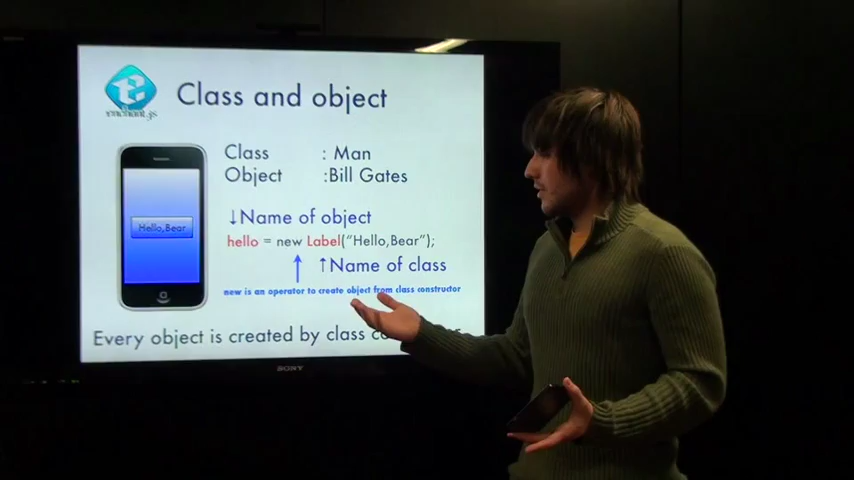 enchant.js
Class and object
Class : Man
Object :Bill Gates
↓Name of object
hello = new Label("Hello,Bear");
Hello,Bear
↑Name of class
new is an operator to create object from class constructor
Every object is created by class
SONY